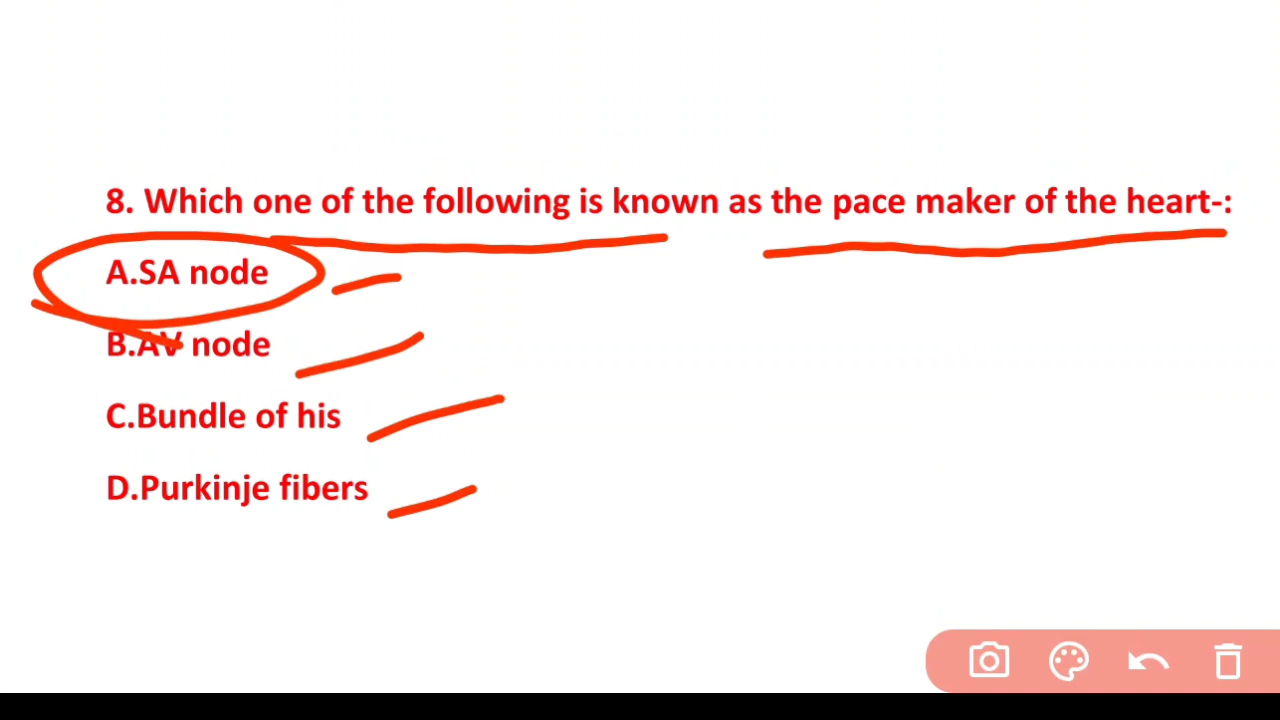 8. Which one of the following is known as the pace maker of the heart-:
A.SA node
B.AV node
C.Bundle of his
D.Purkinje fibers